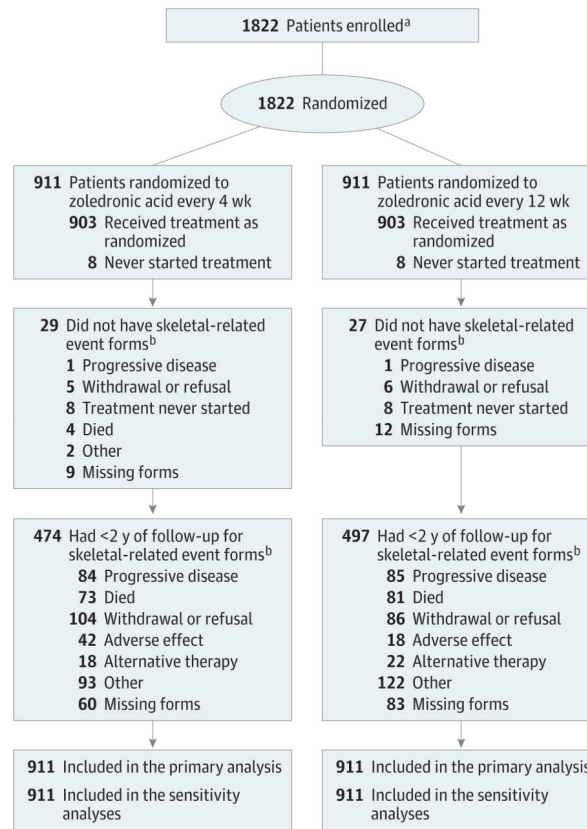 1822 Patients enrolledᵃ
1822 Randomized
911 Patients randomized to
zoledronic acid every 4 wk
903 Received treatment as
randomized
8 Never started treatment
911 Patients randomized to
zoledronic acid every 12 wk
903 Received treatment as
randomized
8 Never started treatment
29 Did not have skeletal-related
event formsᵇ
1 Progressive disease
5 Withdrawal or refusal
8 Treatment never started
4 Died
2 Other
9 Missing forms
27 Did not have skeletal-related
event formsᵇ
1 Progressive disease
6 Withdrawal or refusal
8 Treatment never started
12 Missing forms
474 Had <2 y of follow-up for
skeletal-related event formsᵇ
84 Progressive disease
73 Died
104 Withdrawal or refusal
42 Adverse effect
18 Alternative therapy
93 Other
60 Missing forms
497 Had <2 y of follow-up for
skeletal-related event formsᵇ
85 Progressive disease
81 Died
86 Withdrawal or refusal
18 Adverse effect
22 Alternative therapy
122 Other
83 Missing forms
911 Included in the primary analysis
911 Included in the sensitivity
analyses
911 Included in the primary analysis
911 Included in the sensitivity
analyses